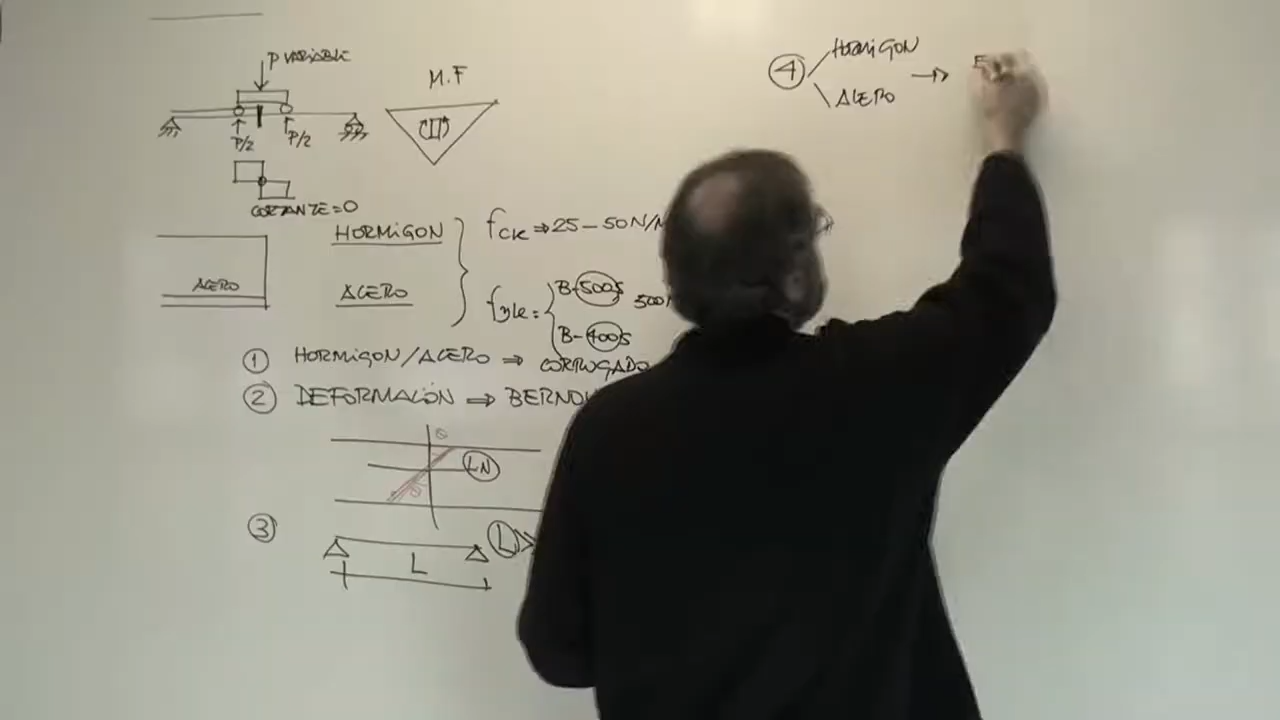 P VARIABLE
M.F
P/2
P/2
CORTANTE=0
HORMIGON
fck ⇒ 25 - 50 N/M
ACERO
ACERO
fyk =
B-500S
500
B-400S
① HORMIGON/ACERO ⇒ CORRUGADO
② DEFORMACIÓN ⇒ BERNOU
LN
③
L
L >
④
HORMIGON
ACERO
→